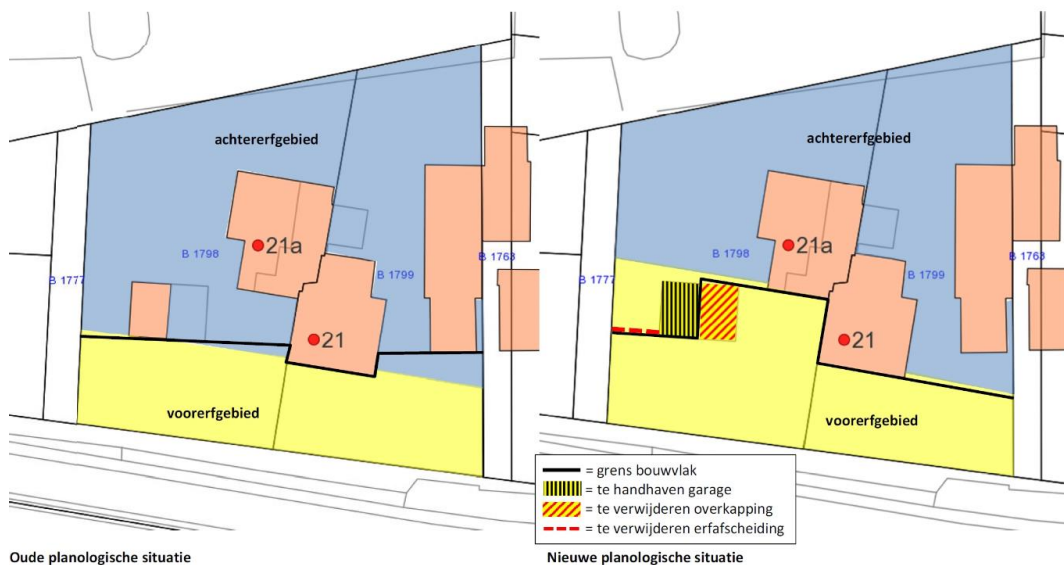 achtererfgebied
21a
B 1798
B 1777
B 1799
B 1763
21
voorerfgebied
Oude planologische situatie
achtererfgebied
21a
B 1798
B 1777
B 1799
B 1763
21
voorerfgebied
= grens bouwvlak
= te handhaven garage
= te verwijderen overkapping
= te verwijderen erfafscheiding
Nieuwe planologische situatie